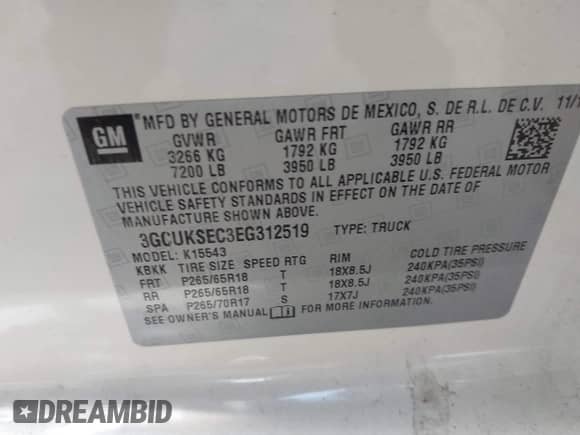 GM
*MFD BY GENERAL MOTORS DE MEXICO, S. DE R.L. DE C.V. 11/1
GVWR GAWR FRT GAWR RR
3266 KG 1792 KG 1792 KG
7200 LB 3950 LB 3950 LB
THIS VEHICLE CONFORMS TO ALL APPLICABLE U.S. FEDERAL MOTOR
VEHICLE SAFETY STANDARDS IN EFFECT ON THE DATE OF
MANUFACTURE SHOWN ABOVE.
3GCUKSEC3EG312519 TYPE: TRUCK
MODEL: K15543
KBKK TIRE SIZE SPEED RTG RIM COLD TIRE PRESSURE
FRT P265/65R18 T 18X8.5J 240KPA(35PSI)
RR P265/65R18 T 18X8.5J 240KPA(35PSI)
SPA P265/70R17 S 17X7J 240KPA(35PSI)
SEE OWNER'S MANUAL FOR MORE INFORMATION.
DREAMBID